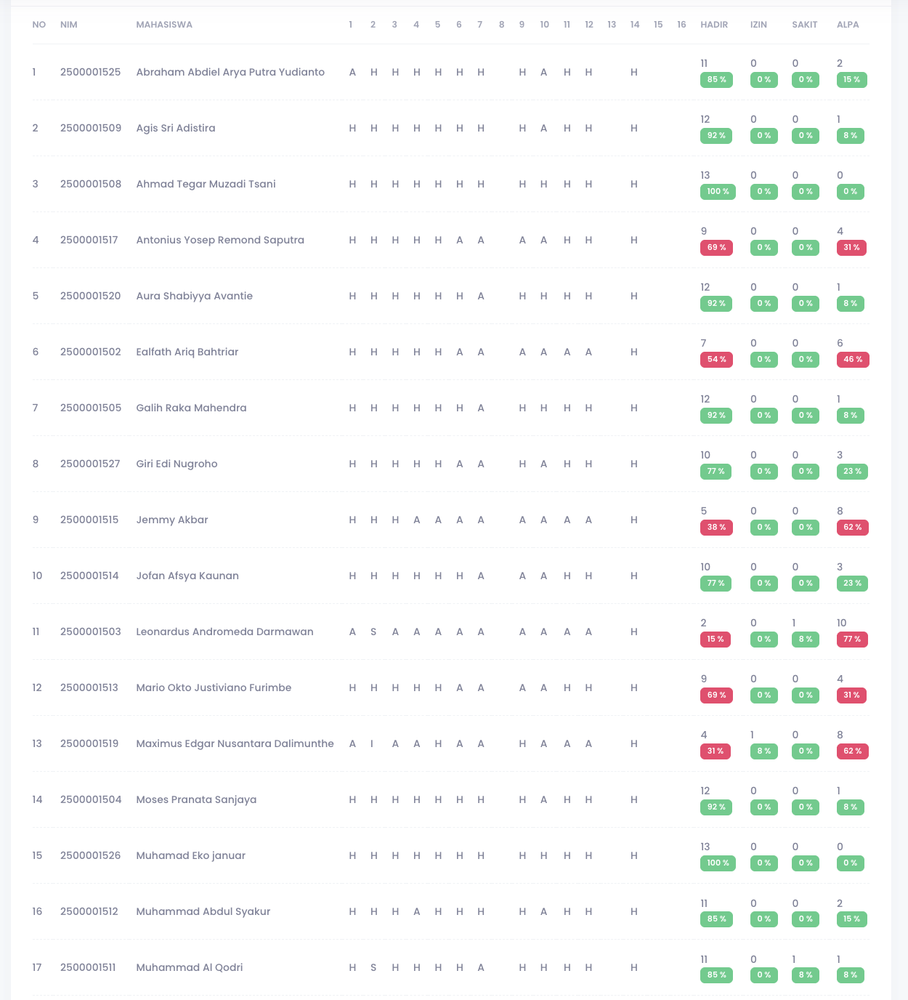 NO NIM MAHASISWA 1 2 3 4 5 6 7 8 9 10 11 12 13 14 15 16 HADIR IZIN SAKIT ALPA
1 2500001525 Abraham Abdiel Arya Putra Yudianto A H H H H H H H A H H H 11 0 0 2
85 % 0 % 0 % 15 %
2 2500001509 Agis Sri Adistira H H H H H H H H A H H H 12 0 0 1
92 % 0 % 0 % 8 %
3 2500001508 Ahmad Tegar Muzadi Tsani H H H H H H H H H H H H 13 0 0 0
100 % 0 % 0 % 0 %
4 2500001517 Antonius Yosep Remond Saputra H H H H H A A A A H H H 9 0 0 4
69 % 0 % 0 % 31 %
5 2500001520 Aura Shabiyya Avantie H H H H H H A H H H H H 12 0 0 1
92 % 0 % 0 % 8 %
6 2500001502 Ealfath Ariq Bahtriar H H H H H A A A A A A H 7 0 0 6
54 % 0 % 0 % 46 %
7 2500001505 Galih Raka Mahendra H H H H H H A H H H H H 12 0 0 1
92 % 0 % 0 % 8 %
8 2500001527 Giri Edi Nugroho H H H H H A A H A H H H 10 0 0 3
77 % 0 % 0 % 23 %
9 2500001515 Jemmy Akbar H H H A A A A A A A A H 5 0 0 8
38 % 0 % 0 % 62 %
10 2500001514 Jofan Afsya Kaunan H H H H H H A A A H H H 10 0 0 3
77 % 0 % 0 % 23 %
11 2500001503 Leonardus Andromeda Darmawan A S A A A A A A A A A H 2 0 1 10
15 % 0 % 8 % 77 %
12 2500001513 Mario Okto Justiviano Furimbe H H H H H A A A A H H H 9 0 0 4
69 % 0 % 0 % 31 %
13 2500001519 Maximus Edgar Nusantara Dalimunthe A I A A H A A H A A A H 4 1 0 8
31 % 8 % 0 % 62 %
14 2500001504 Moses Pranata Sanjaya H H H H H H H H A H H H 12 0 0 1
92 % 0 % 0 % 8 %
15 2500001526 Muhamad Eko januar H H H H H H H H H H H H 13 0 0 0
100 % 0 % 0 % 0 %
16 2500001512 Muhammad Abdul Syakur H H H A H H H H A H H H 11 0 0 2
85 % 0 % 0 % 15 %
17 2500001511 Muhammad Al Qodri H S H H H H A H H H H H 11 0 1 1
85 % 0 % 8 % 8 %